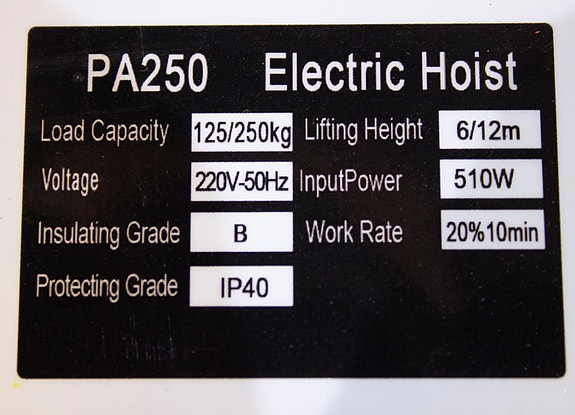 PA250 Electric Hoist
Load Capacity 125/250kg Lifting Height 6/12m
Voltage 220V-50Hz InputPower 510W
Insulating Grade B Work Rate 20%10min
Protecting Grade IP40